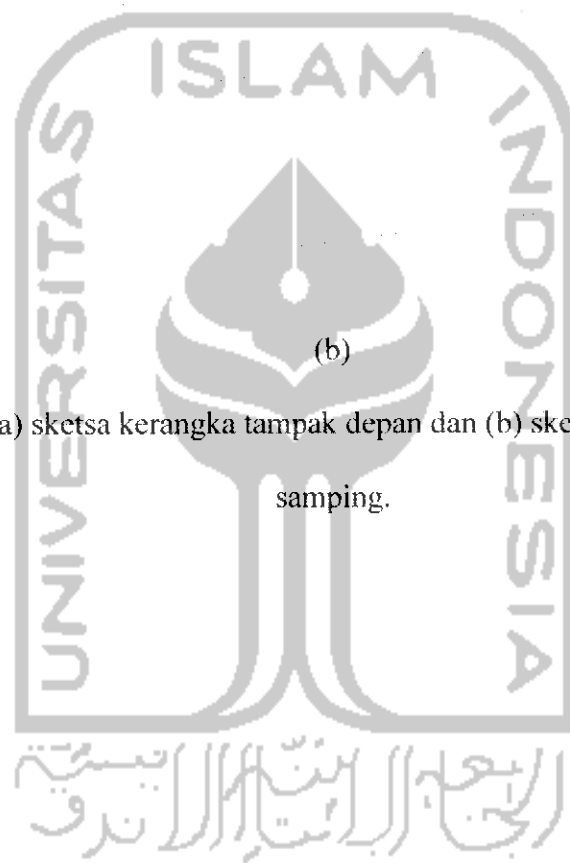 UNIVERSITAS ISLAM INDONESIA
(b)
a) sketsa kerangka tampak depan dan (b) ske
samping.